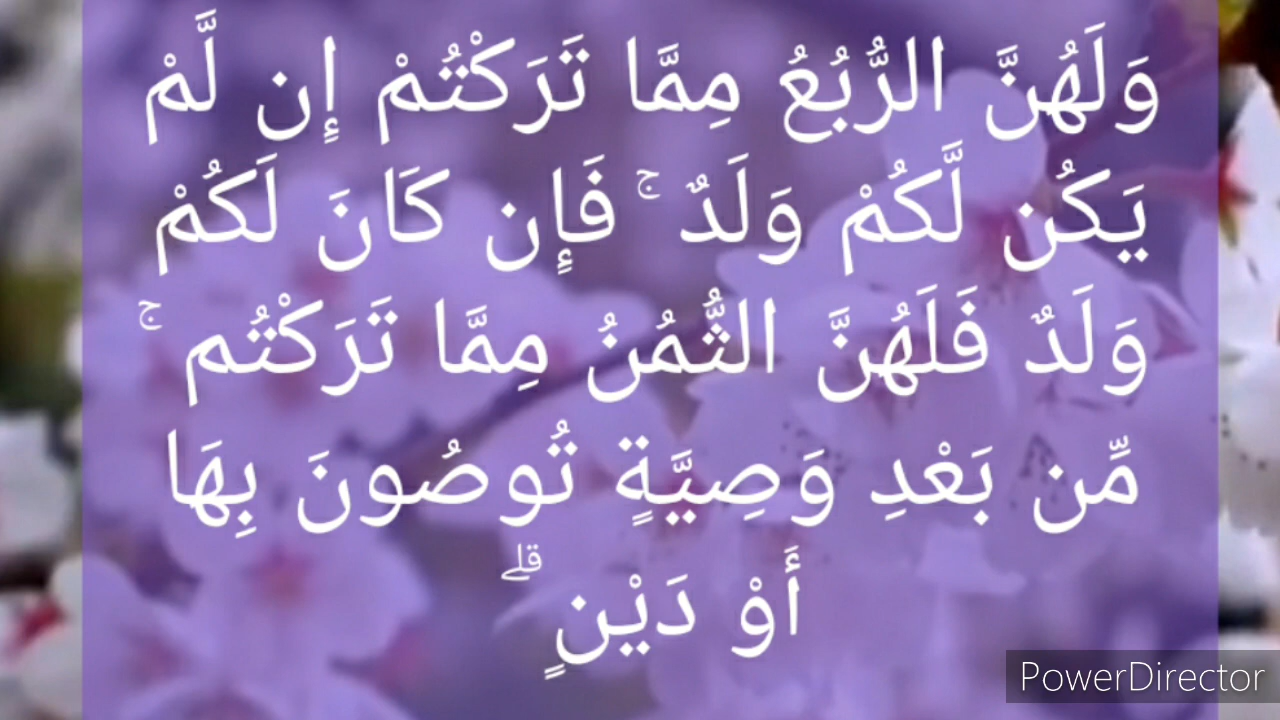 وَلَهُنَّ الرُّبُعُ مِمَّا تَرَكْتُمْ إِن لَّمْ
يَكُن لَّكُمْ وَلَدٌ ۚ فَإِن كَانَ لَكُمْ
وَلَدٌ فَلَهُنَّ الثُّمُنُ مِمَّا تَرَكْتُم ۚ
مِّن بَعْدِ وَصِيَّةٍ تُوصُونَ بِهَا
أَوْ دَيْنٍ ۗ
PowerDirector